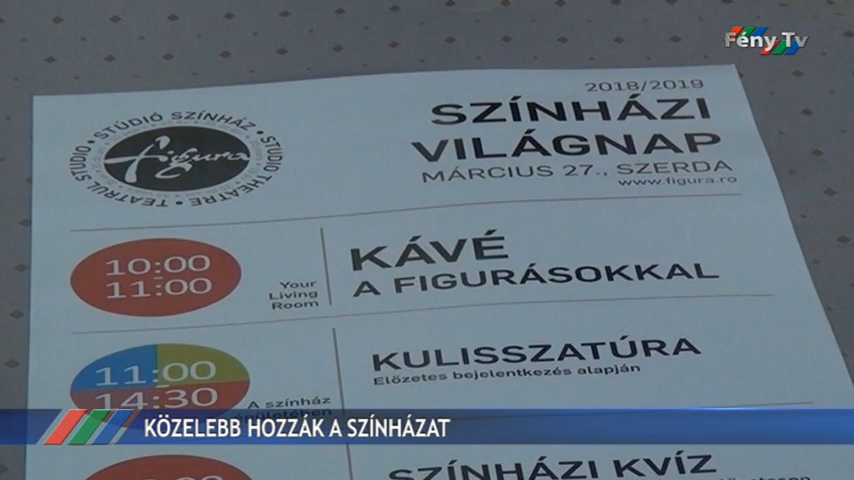 Fény Tv
2018/2019
SZÍNHÁZI
VILÁGNAP
MÁRCIUS 27., SZERDA
www.figura.ro
STÚDIÓ SZÍNHÁZ • STUDIO THEATRE • TEATRUL STUDIO •
figura
10:00
11:00
Your
Living
Room
KÁVÉ
A FIGURÁSOKKAL
11:00
14:30
A színház
épületében
KULISSZATÚRA
Előzetes bejelentkezés alapján
KÖZELEBB HOZZÁK A SZÍNHÁZAT
SZÍNHÁZI KVÍZ